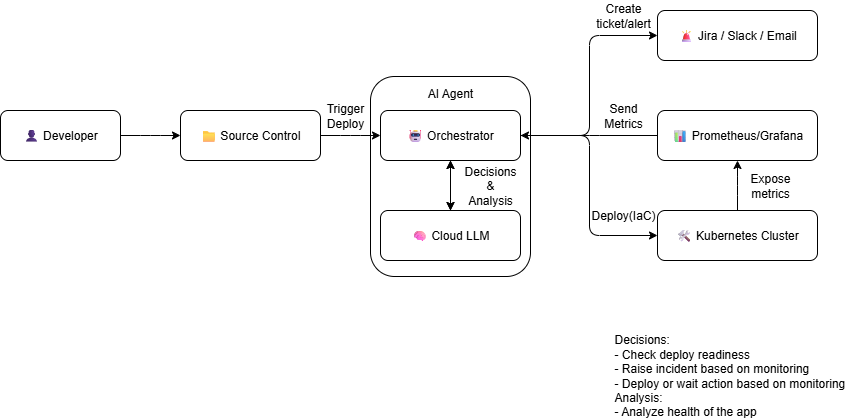 Create
ticket/alert
Jira / Slack / Email
AI Agent
Trigger
Deploy
Send
Metrics
Developer
Source Control
Orchestrator
Prometheus/Grafana
Decisions
&
Analysis
Expose
metrics
Deploy(IaC)
Cloud LLM
Kubernetes Cluster
Decisions:
- Check deploy readiness
- Raise incident based on monitoring
- Deploy or wait action based on monitoring
Analysis:
- Analyze health of the app